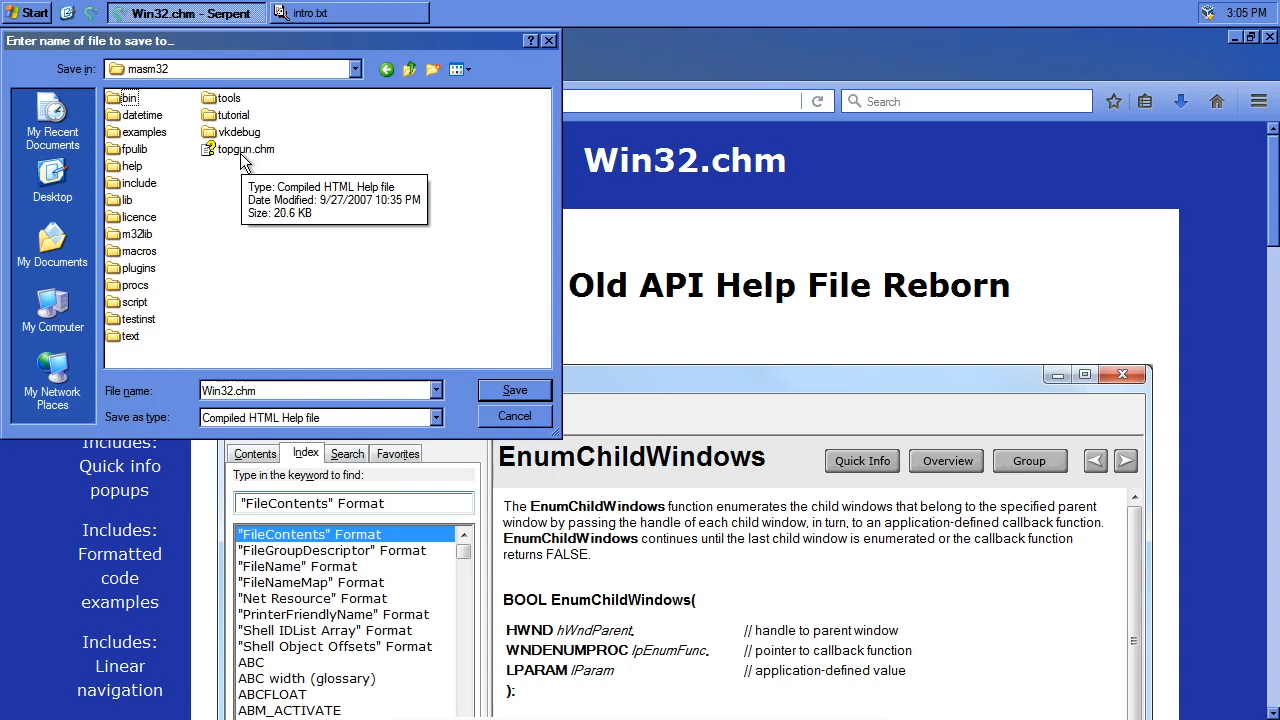 Start
Win32.chm - Serpent
intro.txt
3:05 PM
Enter name of file to save to...
Save in:
masm32
My Recent
Documents
Desktop
My Documents
My Computer
My Network
Places
bin
datetime
examples
fpulib
help
include
lib
licence
m32lib
macros
plugins
procs
script
testinst
text
tools
tutorial
vkdebug
topgun.chm
Type: Compiled HTML Help file
Date Modified: 9/27/2007 10:35 PM
Size: 20.6 KB
File name:
Win32.chm
Save
Save as type:
Compiled HTML Help file
Cancel
Search
Win32.chm
Old API Help File Reborn
Includes:
Quick info
popups
Includes:
Formatted
code
examples
Includes:
Linear
navigation
Contents
Index
Search
Favorites
Type in the keyword to find:
"FileContents" Format
"FileContents" Format
"FileGroupDescriptor" Format
"FileName" Format
"FileNameMap" Format
"Net Resource" Format
"PrinterFriendlyName" Format
"Shell IDList Array" Format
"Shell Object Offsets" Format
ABC
ABC width (glossary)
ABCFLOAT
ABM_ACTIVATE
EnumChildWindows
Quick Info
Overview
Group
The EnumChildWindows function enumerates the child windows that belong to the specified parent
window by passing the handle of each child window, in turn, to an application-defined callback function.
EnumChildWindows continues until the last child window is enumerated or the callback function
returns FALSE.
BOOL EnumChildWindows(
HWND hWndParent, // handle to parent window
WNDENUMPROC lpEnumFunc, // pointer to callback function
LPARAM lParam // application-defined value
);